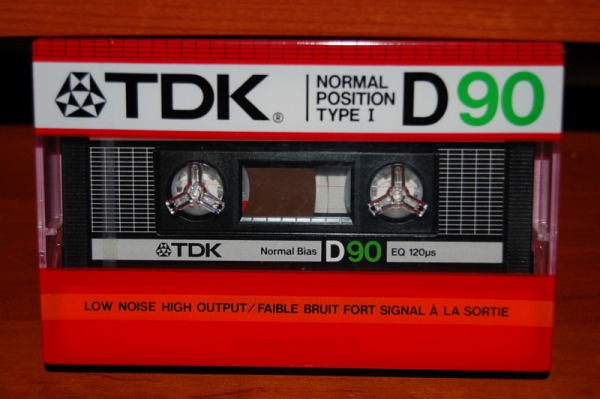 TDK®
NORMAL
POSITION
TYPE I
D90
TDK Normal Bias D90 EQ 120µs
LOW NOISE HIGH OUTPUT/FAIBLE BRUIT FORT SIGNAL À LA SORTIE